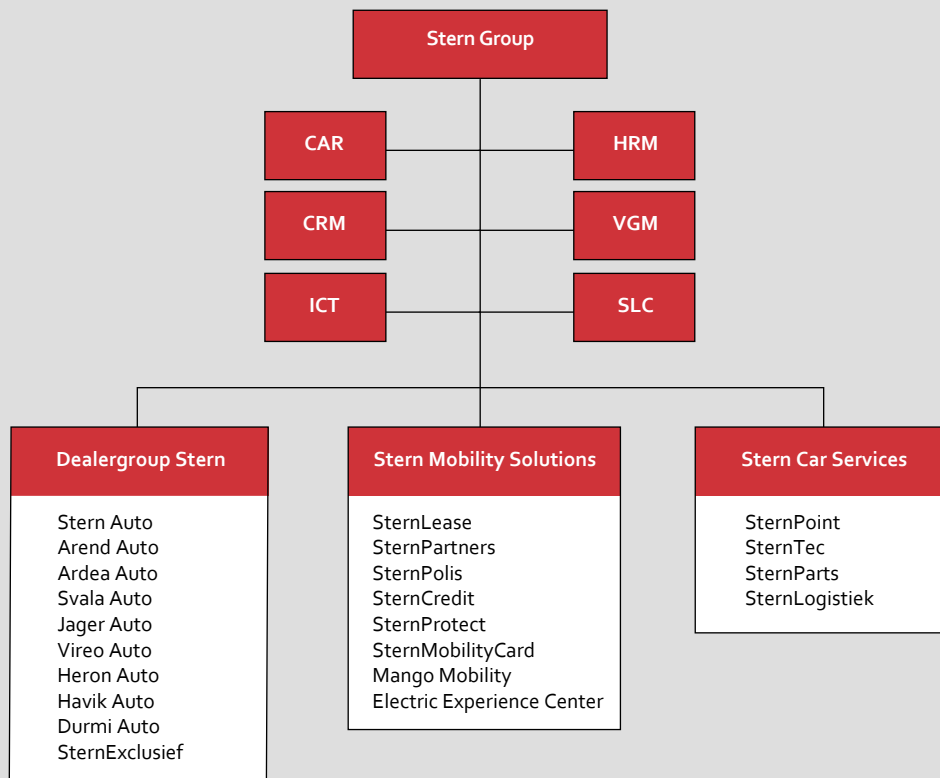 Stern Group
CAR
HRM
CRM
VGM
ICT
SLC
Dealergroup Stern
Stern Auto
Arend Auto
Ardea Auto
Svala Auto
Jager Auto
Vireo Auto
Heron Auto
Havik Auto
Durmi Auto
SternExclusief
Stern Mobility Solutions
SternLease
SternPartners
SternPolis
SternCredit
SternProtect
SternMobilityCard
Mango Mobility
Electric Experience Center
Stern Car Services
SternPoint
SternTec
SternParts
SternLogistiek